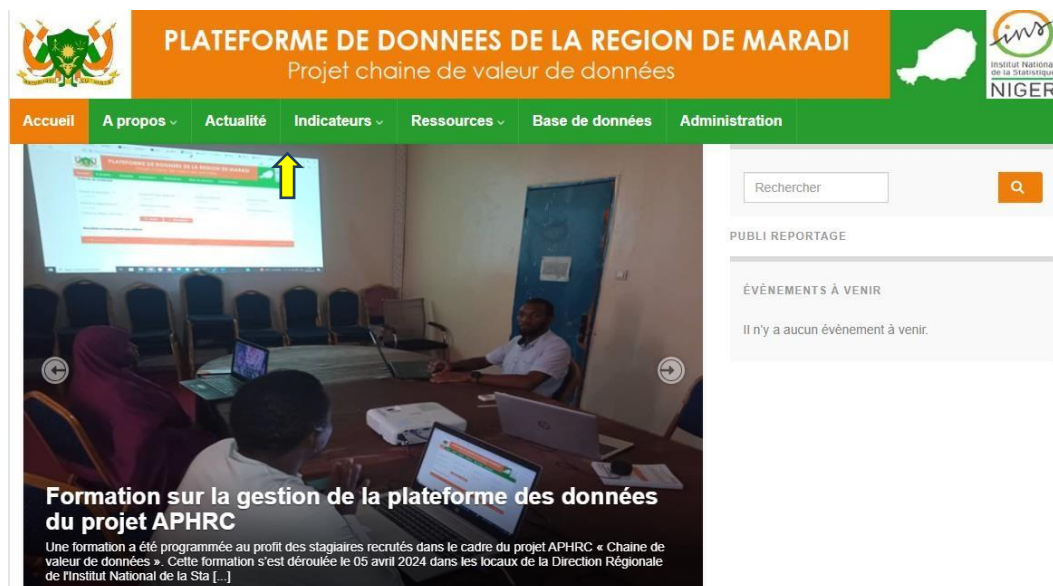 PLATEFORME DE DONNEES DE LA REGION DE MARADI
Projet chaine de valeur de données
ins
Institut National
de la Statistique
NIGER
Accueil A propos Actualité Indicateurs Ressources Base de données Administration
Rechercher
PUBLI REPORTAGE
ÉVÈNEMENTS À VENIR
Il n'y a aucun évènement à venir.
PLATEFORME DE DONNEES DE LA REGION DE MARADI
Formation sur la gestion de la plateforme des données
du projet APHRC
Une formation a été programmée au profit des stagiaires recrutés dans le cadre du projet APHRC « Chaine de
valeur de données ». Cette formation s'est déroulée le 05 avril 2024 dans les locaux de la Direction Régionale
de l'Institut National de la Sta [...]